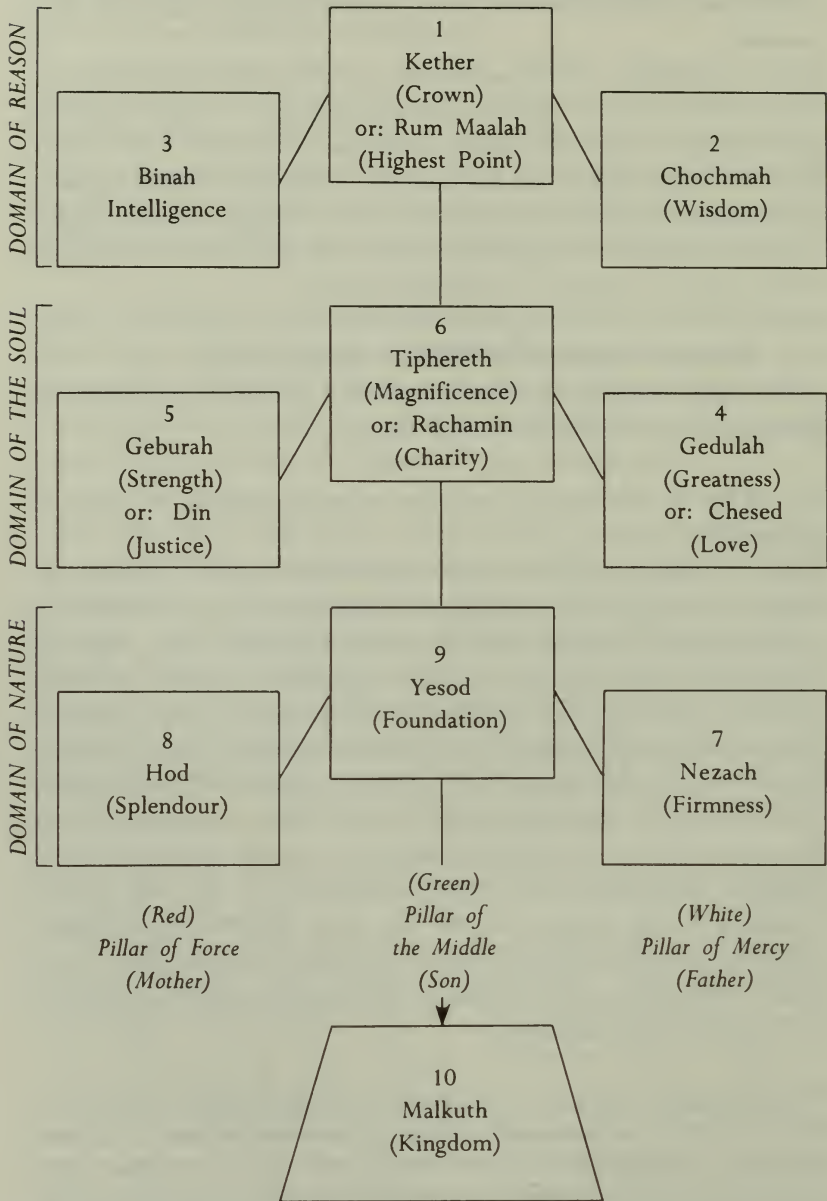 DOMAIN OF REASON
1
Kether
(Crown)
or: Rum Maalah
(Highest Point)
3
Binah
Intelligence
2
Chochmah
(Wisdom)
DOMAIN OF THE SOUL
6
Tiphereth
(Magnificence)
or: Rachamin
(Charity)
5
Geburah
(Strength)
or: Din
(Justice)
4
Gedulah
(Greatness)
or: Chesed
(Love)
DOMAIN OF NATURE
9
Yesod
(Foundation)
8
Hod
(Splendour)
7
Nezach
(Firmness)
(Red)
Pillar of Force
(Mother)
(Green)
Pillar of
the Middle
(Son)
(White)
Pillar of Mercy
(Father)
10
Malkuth
(Kingdom)